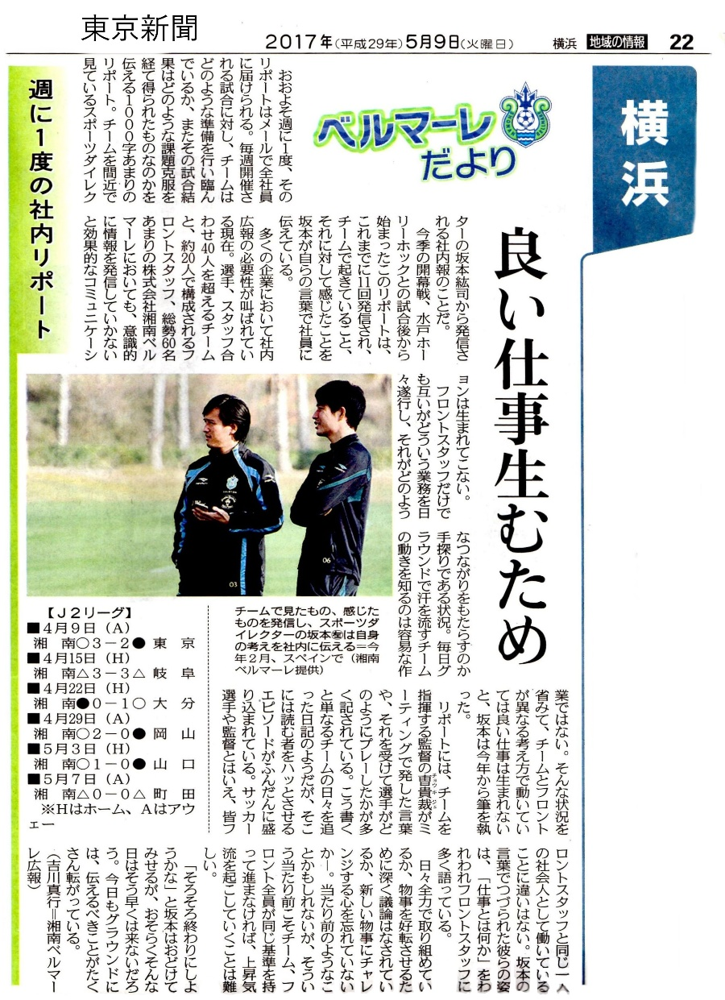 東京新聞
2017年(平成29年)5月9日(火曜日)
横浜 地域の情報 22
横浜
ベルマーレ
だより
良い仕事生むため
週に1度の社内リポート
おおよそ週に1度、その
リポートはメールで全社員
に届けられる。毎週開催さ
れる試合に対し、チームは
どのような準備を行い臨ん
でいるか、またその試合結
果はどのような課題克服を
経て得られたものなのかを
伝える1000字あまりの
リポート。チームを間近で
見ているスポーツダイレク
ターの坂本紘司から発信さ
れる社内報のことだ。
今季の開幕戦、水戸ホー
リーホックとの試合後から
始まったこのリポートは、
これまでに11回発信され、
チームで起きていること、
それに対して感じたことを
坂本が自らの言葉で社員に
伝えている。
多くの企業において社内
広報の必要性が叫ばれてい
る現在。選手、スタッフ合
わせ40人を超えるチーム
と、約20人で構成されるフ
ロントスタッフ、総勢60名
あまりの株式会社湘南ベル
マーレにおいても、意識的
に情報を発信していかない
と効果的なコミュニケーシ
ョンは生まれてこない。
フロントスタッフだけで
も互いがどういう業務を日
々遂行し、それがどのよう
なつながりをもたらすのか
手探りである状況。毎日グ
ラウンドで汗を流すチーム
の動きを知るのは容易な作
業ではない。そんな状況を
省みて、チームとフロント
が異なる考え方で動いてい
ては良い仕事は生まれない
と、坂本は今年から筆を執
った。
リポートには、チームを
指揮する監督の曺貴裁がミ
チョウキジェ
ーティングで発した言葉
や、それを受けて選手がど
のようにプレーしたかが多
く記されている。こう書く
と単なるチームの日々を追
った日記のようだが、そこ
には読む者をハッとさせる
エピソードがふんだんに盛
り込まれている。サッカー
選手や監督とはいえ、皆フ
ロントスタッフと同じ一人
の社会人として働いている
ことに違いはない。坂本の
言葉でつづられた彼らの姿
は、「仕事とは何か」をわ
れわれフロントスタッフに
多く語っている。
日々全力で取り組めてい
るか、物事を好転させるた
めに深く議論はなされてい
るか、新しい物事にチャレ
ンジする心を忘れていない
か―。当たり前のようなこ
とかもしれないが、そうい
う当たり前こそチーム、フ
ロント全員が同じ基準を持
って進まなければ、上昇気
流を起こしていくことは難
しい。
「そろそろ終わりにしよ
うかな」と坂本はおどけて
みせるが、おそらくそんな
日はそう早くは来ないだろ
う。今日もグラウンドに
は、伝えるべきことがたく
さん転がっている。
（吉川真行＝湘南ベルマー
レ広報）
03
06
チームで見たもの、感じた
ものを発信し、スポーツダ
イレクターの坂本㊧は自身
の考えを社内に伝える＝今
年2月、スペインで（湘南
ベルマーレ提供）
【J2リーグ】
■4月9日（A）
湘 南○3－2●東 京
■4月15日（H）
湘 南△3－3△岐 阜
■4月22日（H）
湘 南●0－1○大 分
■4月29日（A）
湘 南○2－0●岡 山
■5月3日（H）
湘 南○1－0●山 口
■5月7日（A）
湘 南△0－0△町 田
※Hはホーム、Aはアウ
ェー